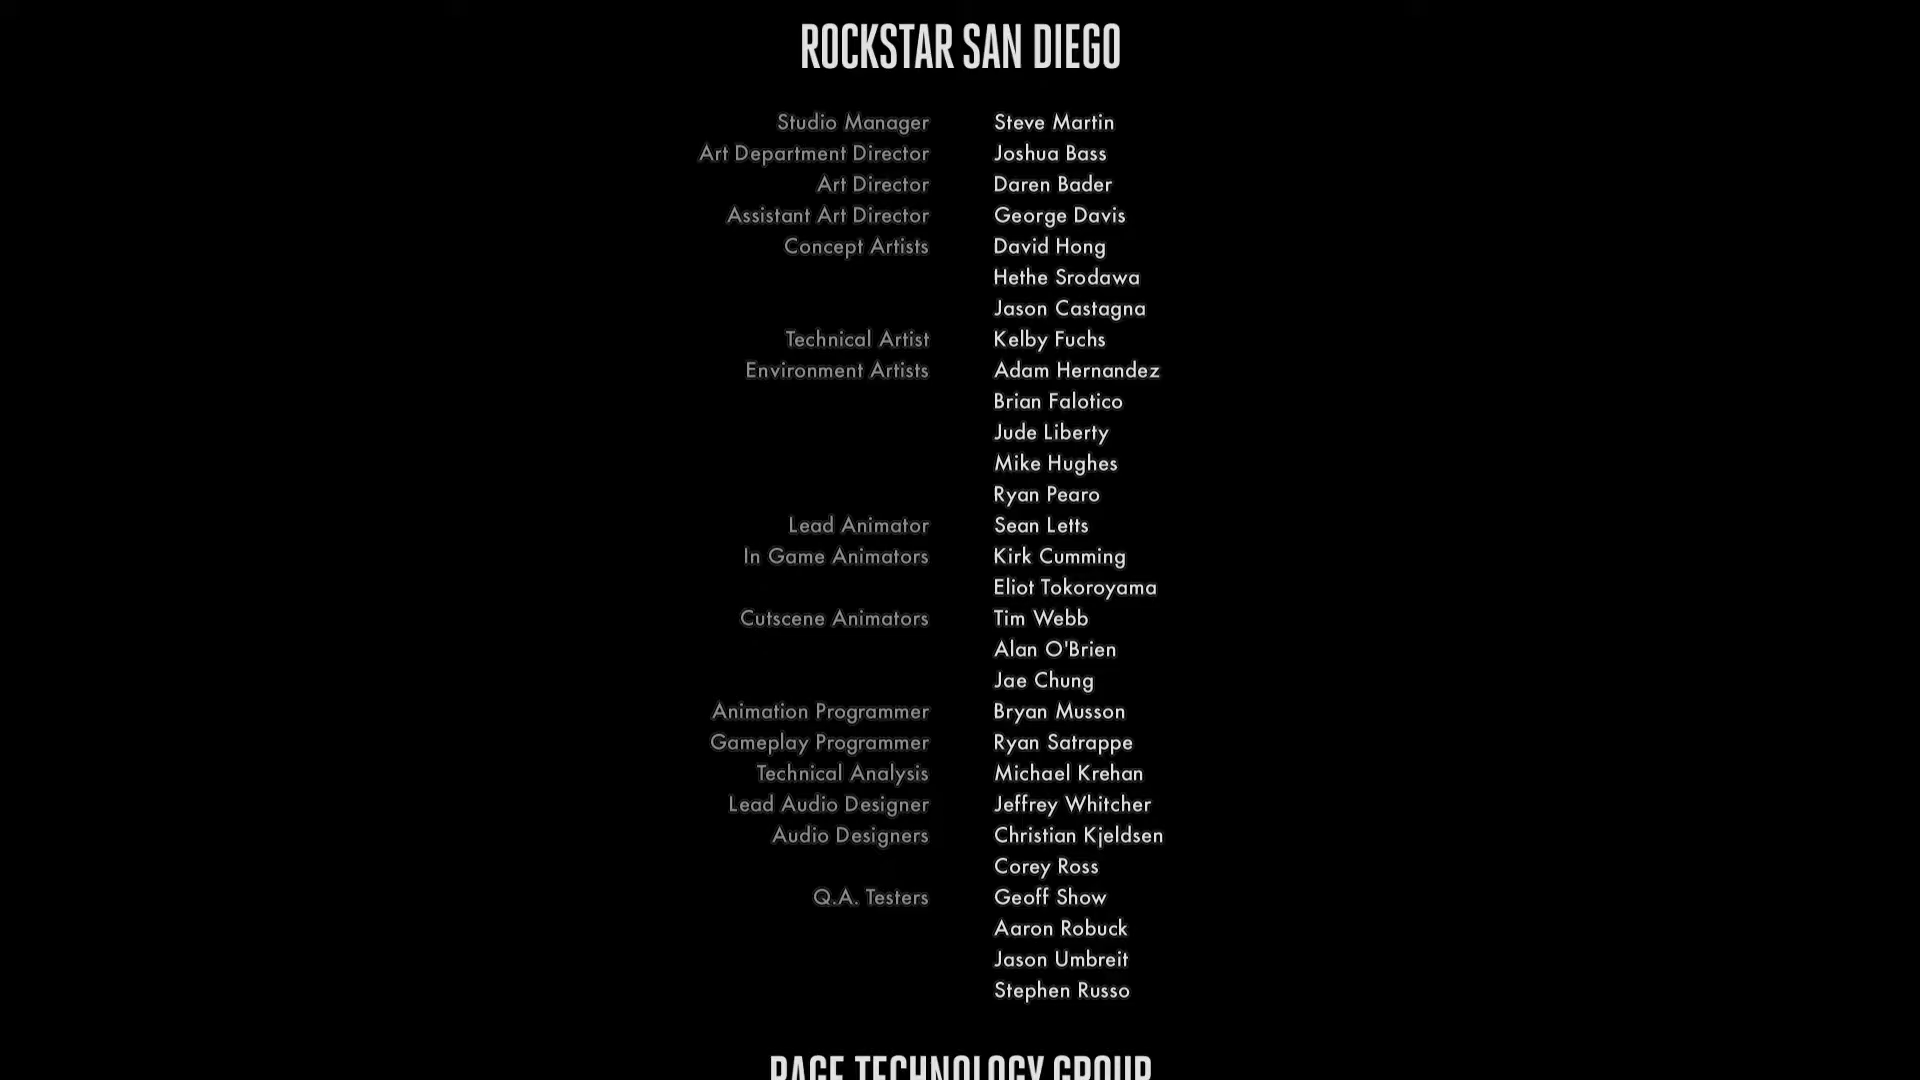 ROCKSTAR SAN DIEGO
Studio Manager Steve Martin
Art Department Director Joshua Bass
Art Director Daren Bader
Assistant Art Director George Davis
Concept Artists David Hong
Hethe Srodawa
Jason Castagna
Technical Artist Kelby Fuchs
Environment Artists Adam Hernandez
Brian Falotico
Jude Liberty
Mike Hughes
Ryan Pearo
Lead Animator Sean Letts
In Game Animators Kirk Cumming
Eliot Tokoroyama
Cutscene Animators Tim Webb
Alan O'Brien
Jae Chung
Animation Programmer Bryan Musson
Gameplay Programmer Ryan Satrappe
Technical Analysis Michael Krehan
Lead Audio Designer Jeffrey Whitcher
Audio Designers Christian Kjeldsen
Corey Ross
Q.A. Testers Geoff Show
Aaron Robuck
Jason Umbreit
Stephen Russo
RAGE TECHNOLOGY GROUP